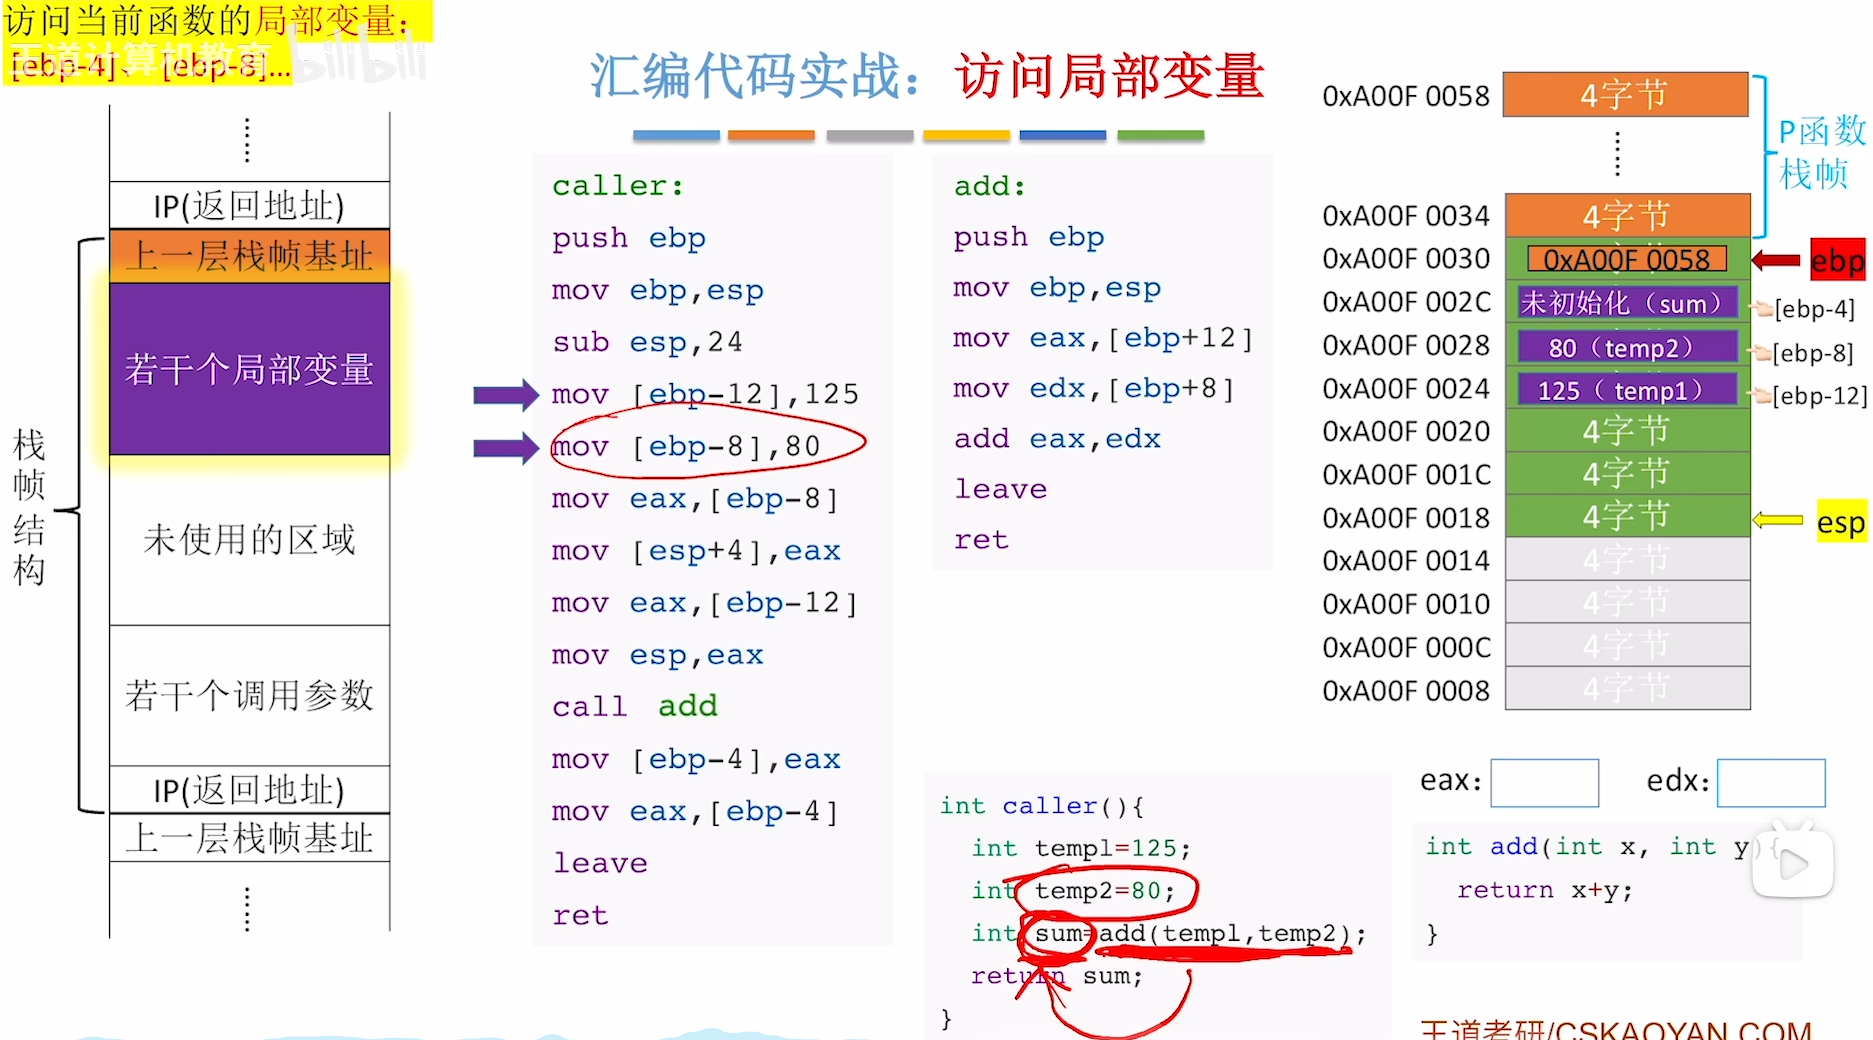 访问当前函数的局部变量：
[ebp-4]、 [ebp-8]...
王道计算机教育 bilibili
汇编代码实战：访问局部变量
IP(返回地址)
上一层栈帧基址
若干个局部变量
未使用的区域
若干个调用参数
IP(返回地址)
上一层栈帧基址
栈帧结构
caller:
push ebp
mov ebp,esp
sub esp,24
mov [ebp-12],125
mov [ebp-8],80
mov eax,[ebp-8]
mov [esp+4],eax
mov eax,[ebp-12]
mov esp,eax
call add
mov [ebp-4],eax
mov eax,[ebp-4]
leave
ret
add:
push ebp
mov ebp,esp
mov eax,[ebp+12]
mov edx,[ebp+8]
add eax,edx
leave
ret
int caller(){
int temp1=125;
int temp2=80;
int sum=add(temp1,temp2);
return sum;
}
0xA00F 0058 4字节
P函数
栈帧
0xA00F 0034 4字节
0xA00F 0030 0xA00F 0058 ebp
0xA00F 002C 未初始化（sum） [ebp-4]
0xA00F 0028 80（temp2） [ebp-8]
0xA00F 0024 125（ temp1） [ebp-12]
0xA00F 0020 4字节
0xA00F 001C 4字节
0xA00F 0018 4字节 esp
0xA00F 0014 4字节
0xA00F 0010 4字节
0xA00F 000C 4字节
0xA00F 0008 4字节
eax: edx:
int add(int x, int y){
return x+y;
}
王道考研/CSKAOYAN.COM